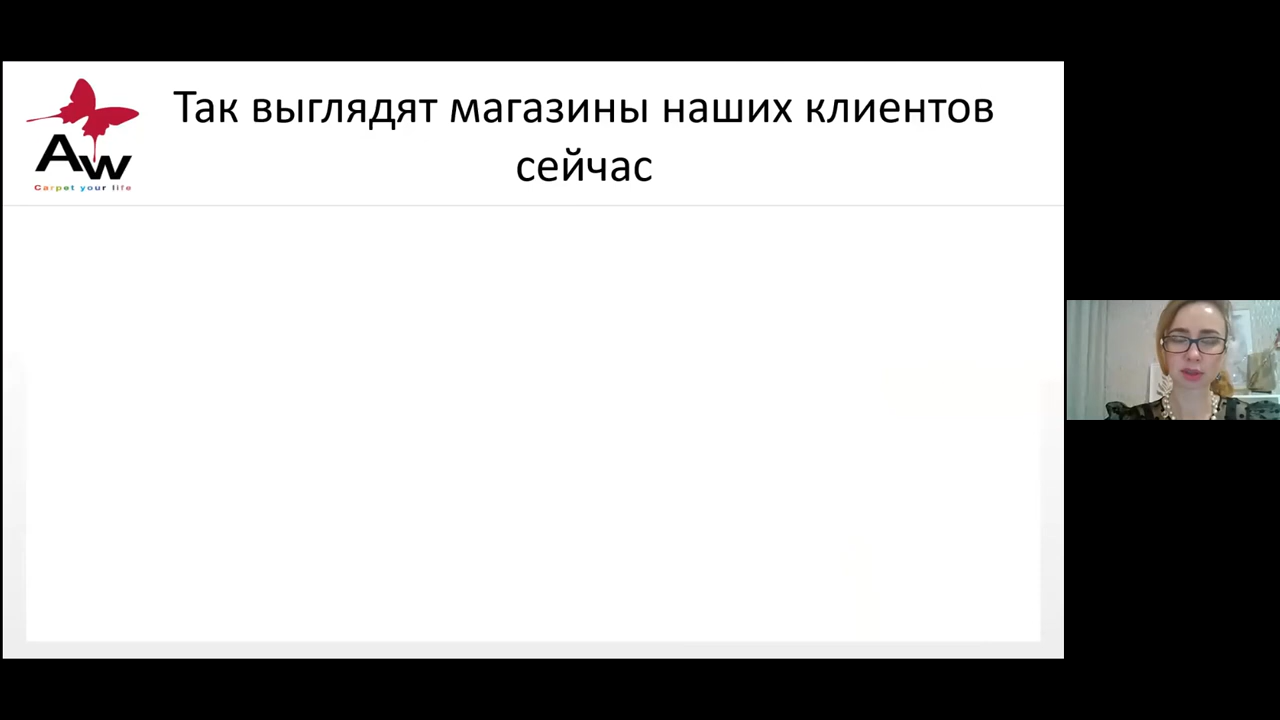 Так выглядят магазины наших клиентов
сейчас
AW
Carpet your life